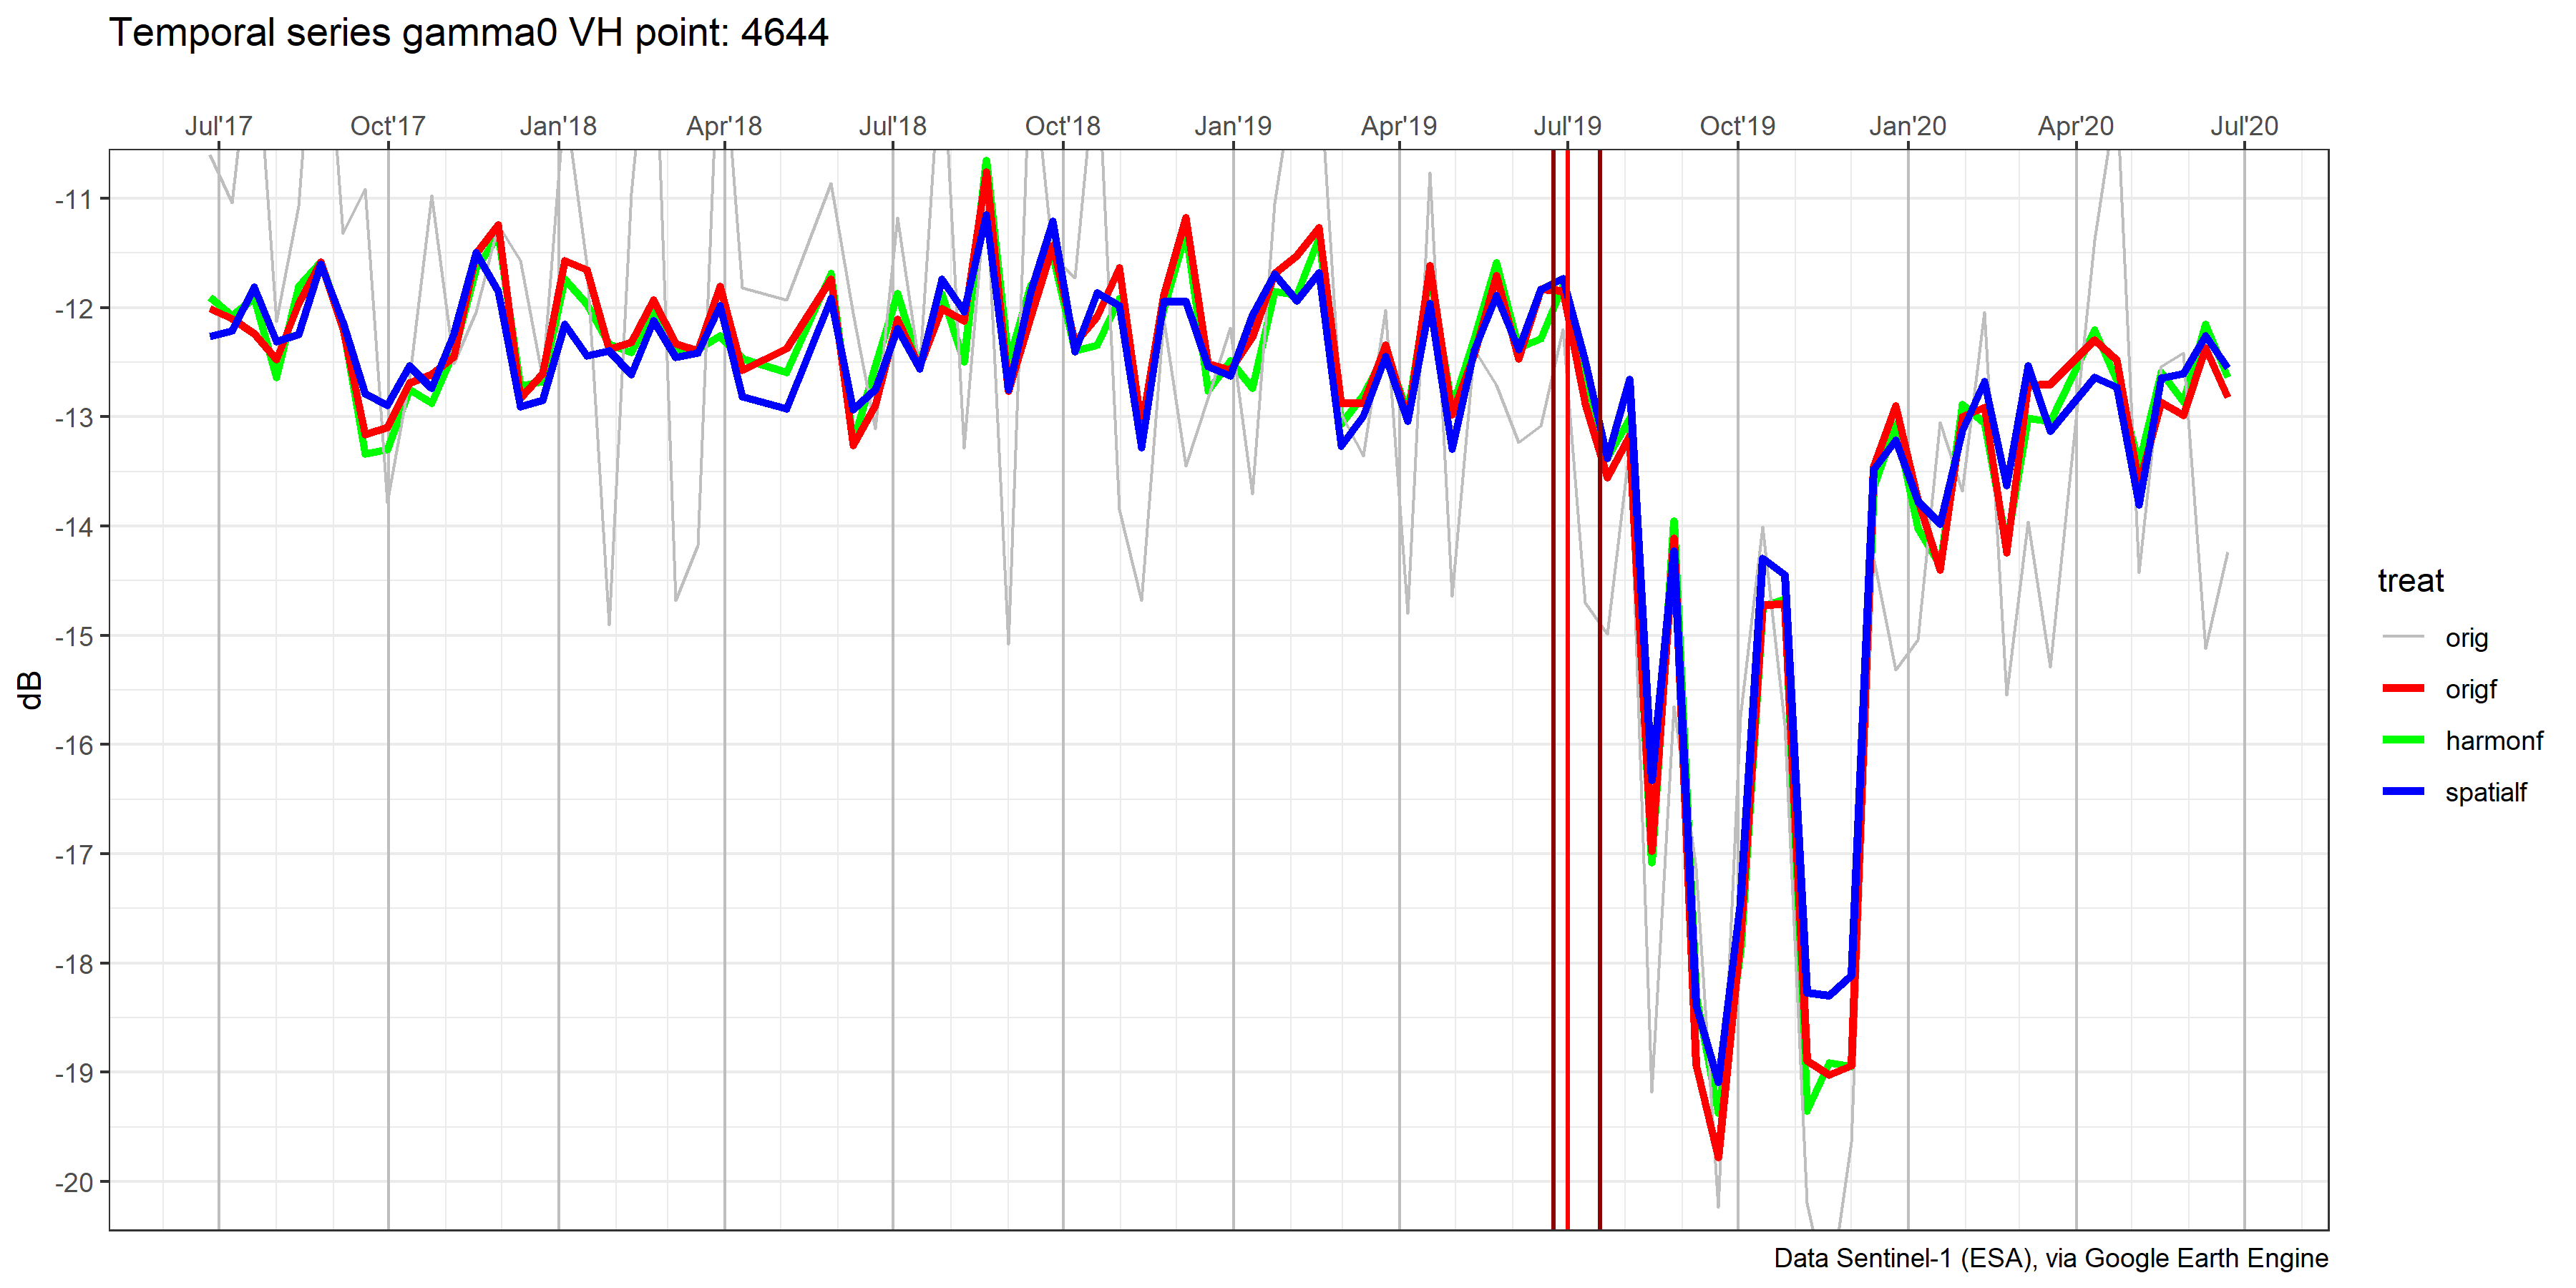 Temporal series gamma0 VH point: 4644
Jul'17 Oct'17 Jan'18 Apr'18 Jul'18 Oct'18 Jan'19 Apr'19 Jul'19 Oct'19 Jan'20 Apr'20 Jul'20
-11
-12
-13
-14
-15
-16
-17
-18
-19
-20
dB
treat
orig
origf
harmonf
spatialf
Data Sentinel-1 (ESA), via Google Earth Engine